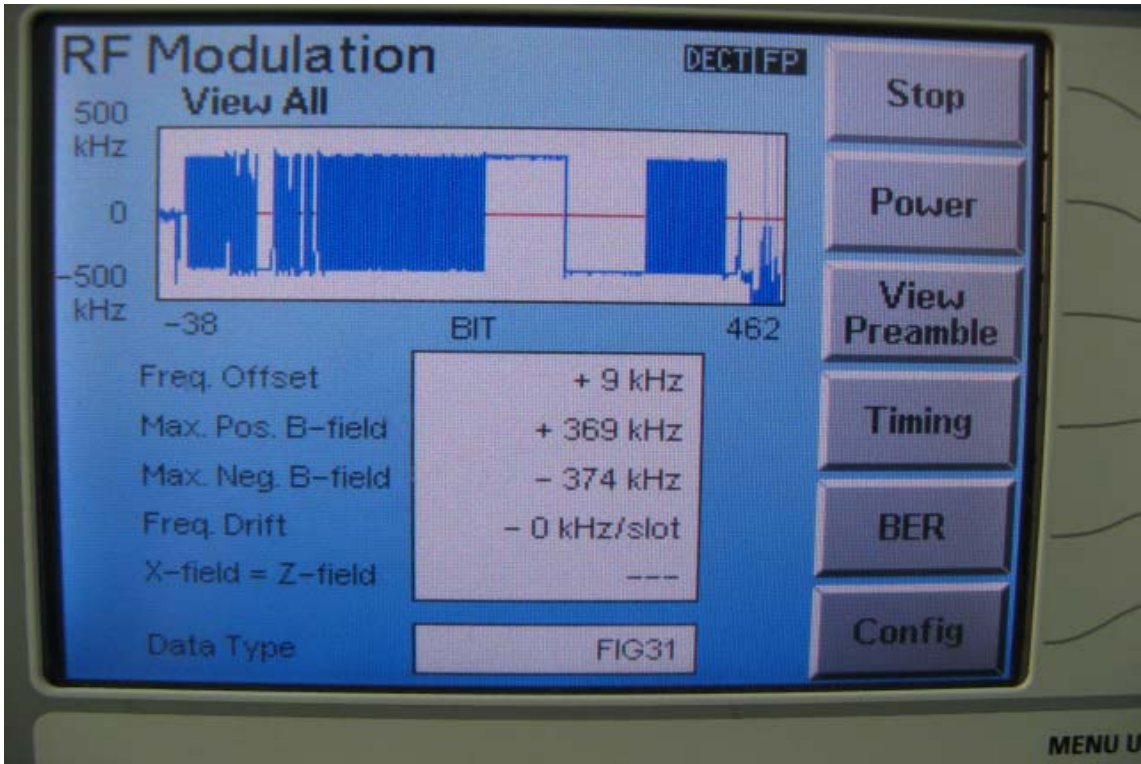 RF Modulation
DECT FP
View All
500
kHz
0
-500
kHz
-38
BIT
462
Freq. Offset + 9 kHz
Max. Pos. B-field + 369 kHz
Max. Neg. B-field - 374 kHz
Freq. Drift - 0 kHz/slot
X-field = Z-field ---
Data Type FIG31
Stop
Power
View
Preamble
Timing
BER
Config
MENU U